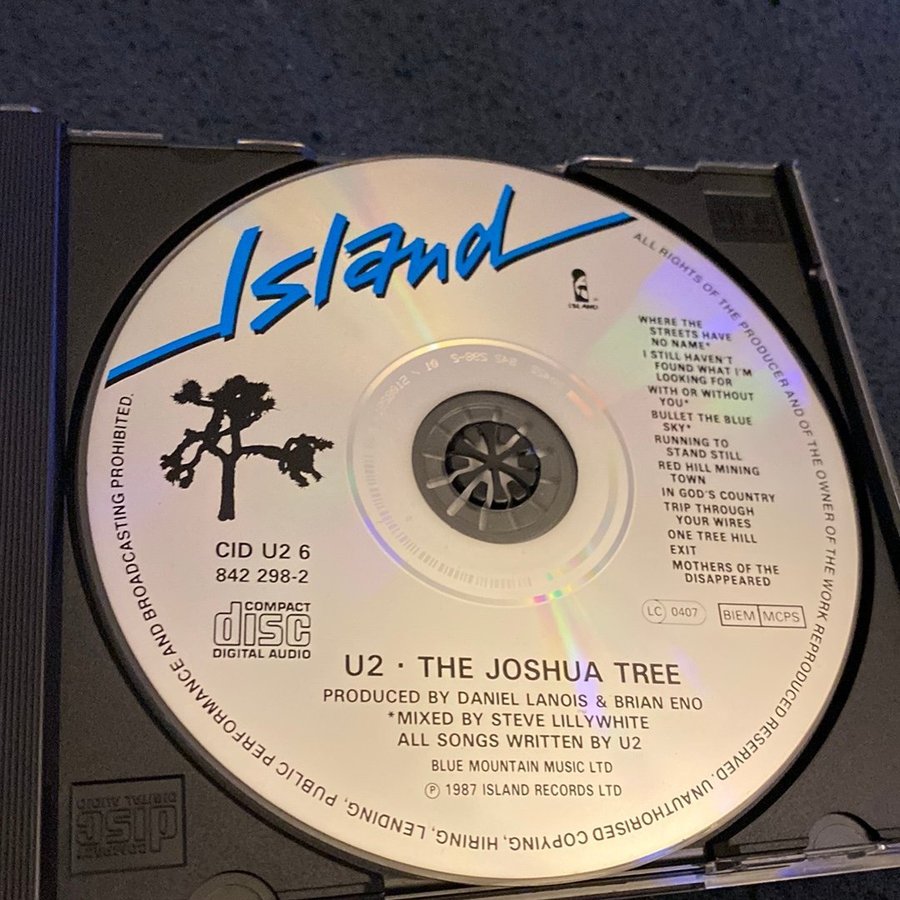 Island
ISLAND
WHERE THE
STREETS HAVE
NO NAME*
I STILL HAVEN'T
FOUND WHAT I'M
LOOKING FOR
WITH OR WITHOUT
YOU*
BULLET THE BLUE
SKY*
RUNNING TO
STAND STILL
RED HILL MINING
TOWN
IN GOD'S COUNTRY
TRIP THROUGH
YOUR WIRES
ONE TREE HILL
EXIT
MOTHERS OF THE
DISAPPEARED
CID U2 6
842 298-2
COMPACT
disc
DIGITAL AUDIO
LC 0407
BIEM MCPS
U2 · THE JOSHUA TREE
PRODUCED BY DANIEL LANOIS & BRIAN ENO
*MIXED BY STEVE LILLYWHITE
ALL SONGS WRITTEN BY U2
BLUE MOUNTAIN MUSIC LTD
℗ 1987 ISLAND RECORDS LTD
ALL RIGHTS OF THE PRODUCER AND OF THE OWNER OF THE WORK REPRODUCED RESERVED. UNAUTHORISED COPYING, HIRING, LENDING, PUBLIC PERFORMANCE AND BROADCASTING PROHIBITED.
COMPACT
disc
DIGITAL AUDIO